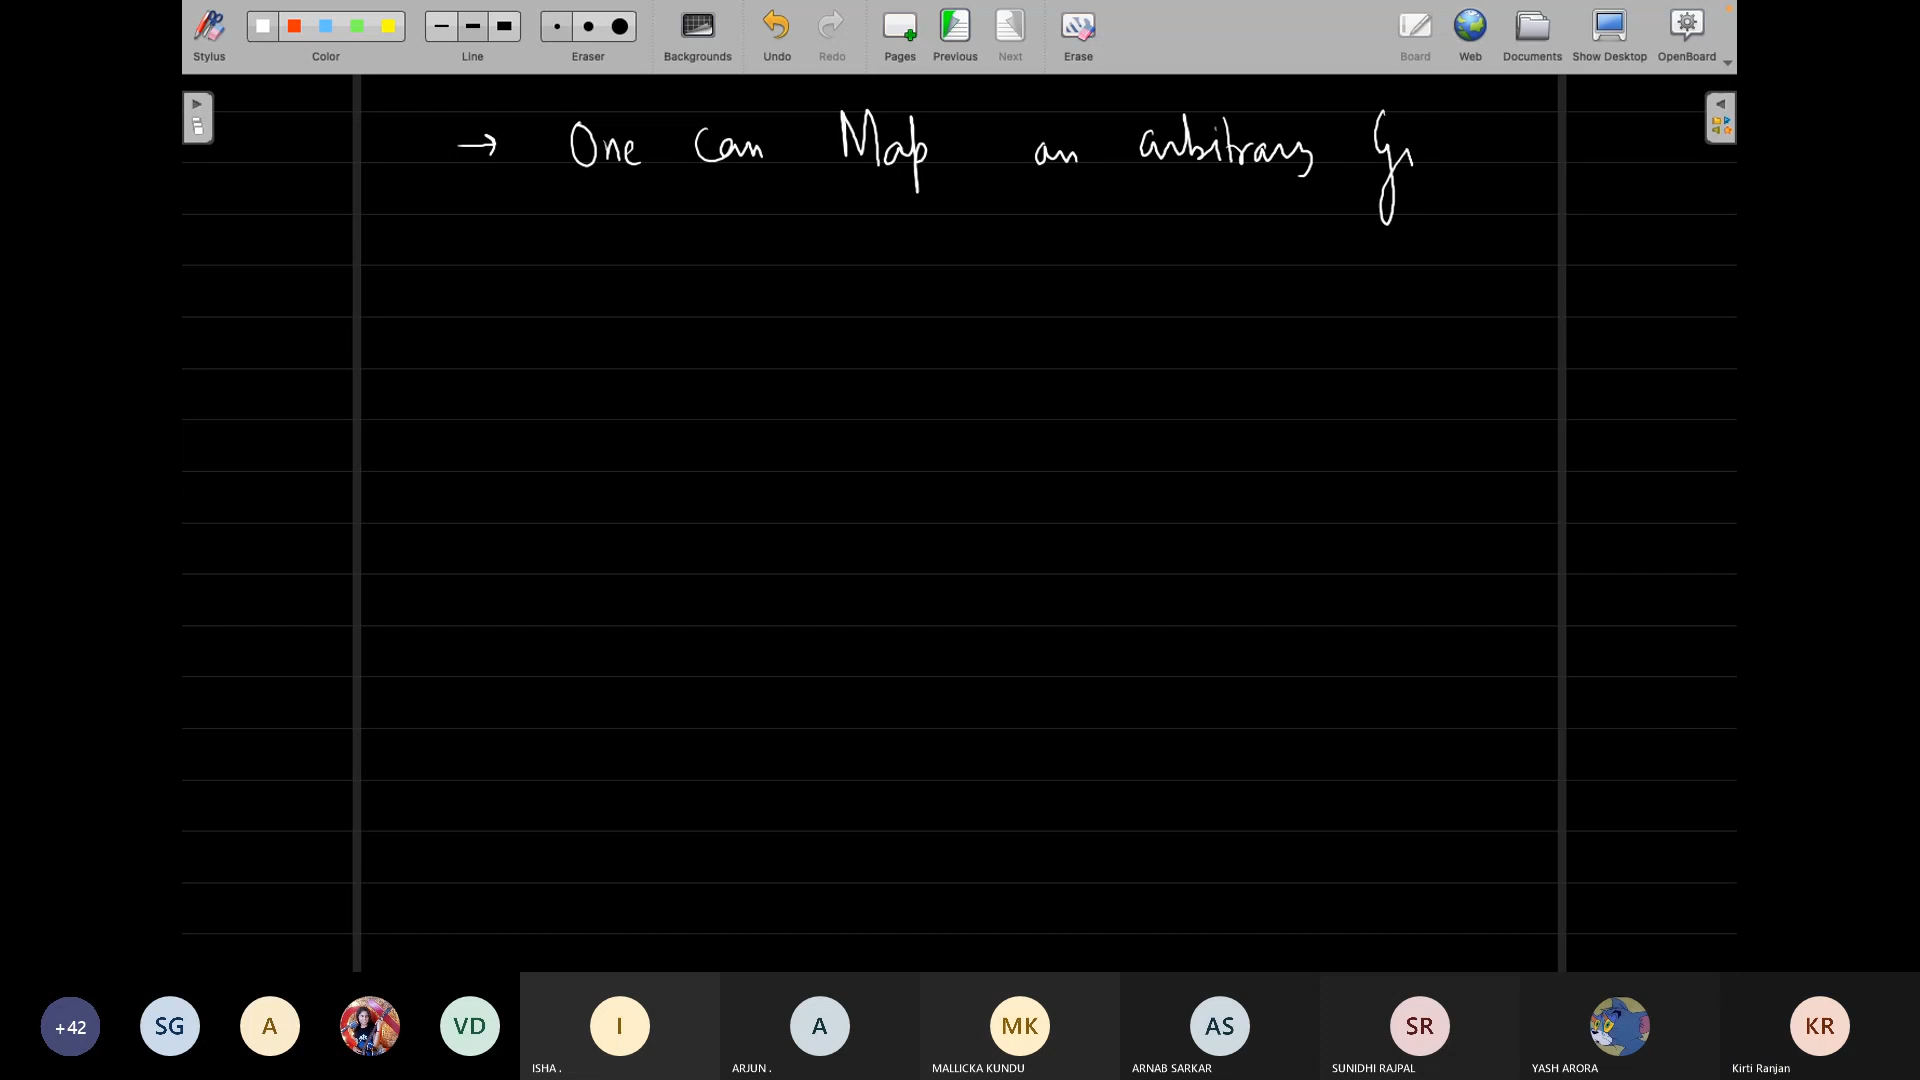 Stylus Color Line Eraser Backgrounds Undo Redo Pages Previous Next Erase Board Web Documents Show Desktop OpenBoard
→ One can Map an arbitrary
+42 SG A VD I A MK AS SR KR
ISHA . ARJUN . MALLICKA KUNDU ARNAB SARKAR SUNIDHI RAJPAL YASH ARORA Kirti Ranjan